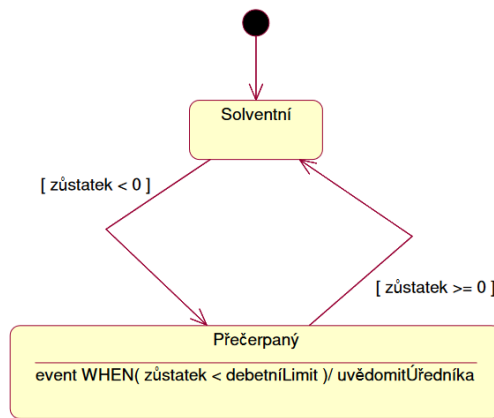 Solventní
[ zůstatek < 0 ]
[ zůstatek >= 0 ]
Přečerpaný
event WHEN( zůstatek < debetníLimit )/ uvědomitÚředníka